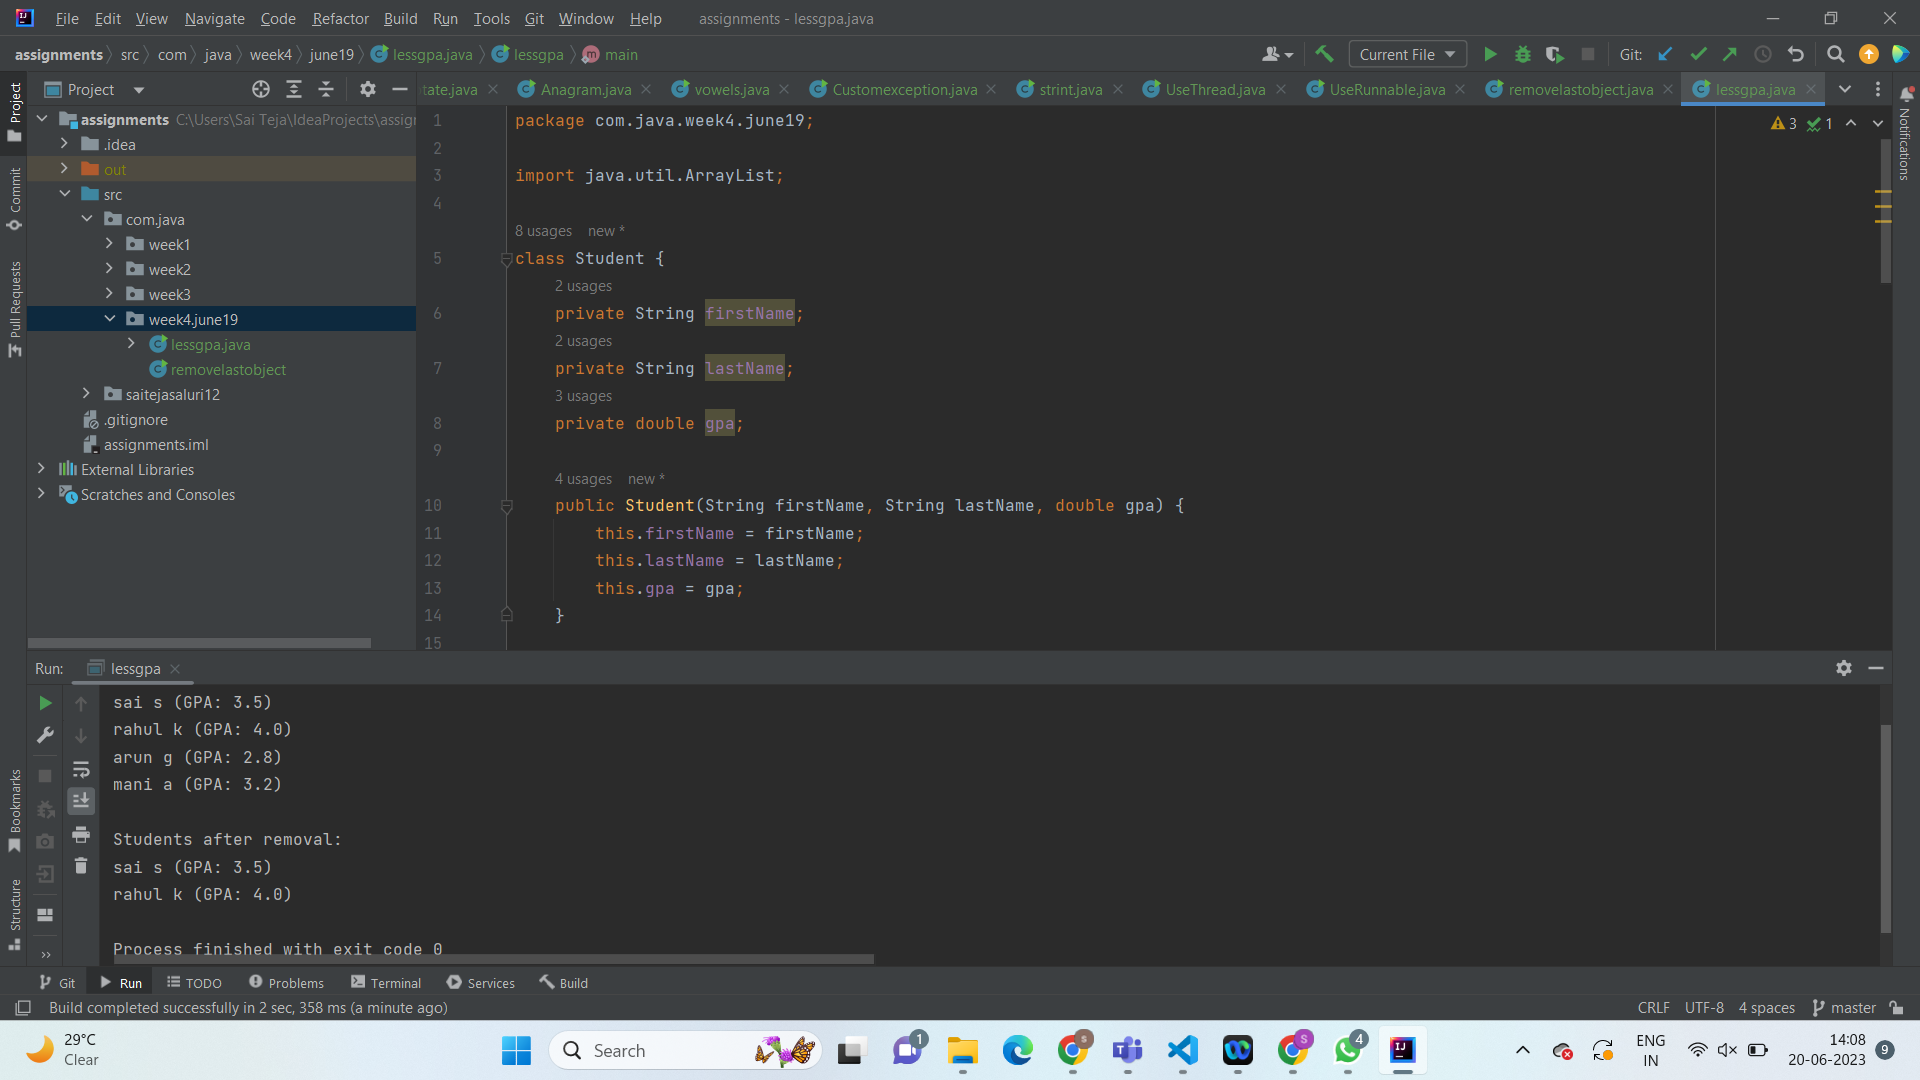 File Edit View Navigate Code Refactor Build Run Tools Git Window Help assignments - lessgpa.java
assignments src com java week4 june19 lessgpa.java lessgpa main Current File Git:
Project tate.java Anagram.java vowels.java Customexception.java strint.java UseThread.java UseRunnable.java removelastobject.java lessgpa.java
Project
Commit
Pull Requests
Bookmarks
Structure
Notifications
assignments C:\Users\Sai Teja\IdeaProjects\assign
.idea
out
src
com.java
week1
week2
week3
week4.june19
lessgpa.java
removelastobject
saitejasaluri12
.gitignore
assignments.iml
External Libraries
Scratches and Consoles
3 1
1 package com.java.week4.june19;
2
3 import java.util.ArrayList;
4
8 usages new *
5 class Student {
2 usages
6 private String firstName;
2 usages
7 private String lastName;
3 usages
8 private double gpa;
9
4 usages new *
10 public Student(String firstName, String lastName, double gpa) {
11 this.firstName = firstName;
12 this.lastName = lastName;
13 this.gpa = gpa;
14 }
15
Run: lessgpa
sai s (GPA: 3.5)
rahul k (GPA: 4.0)
arun g (GPA: 2.8)
mani a (GPA: 3.2)
Students after removal:
sai s (GPA: 3.5)
rahul k (GPA: 4.0)
Process finished with exit code 0
Git Run TODO Problems Terminal Services Build
Build completed successfully in 2 sec, 358 ms (a minute ago) CRLF UTF-8 4 spaces master
29°C
Clear
Search
1
S
S
4
IJ
ENG
IN
14:08
20-06-2023
9